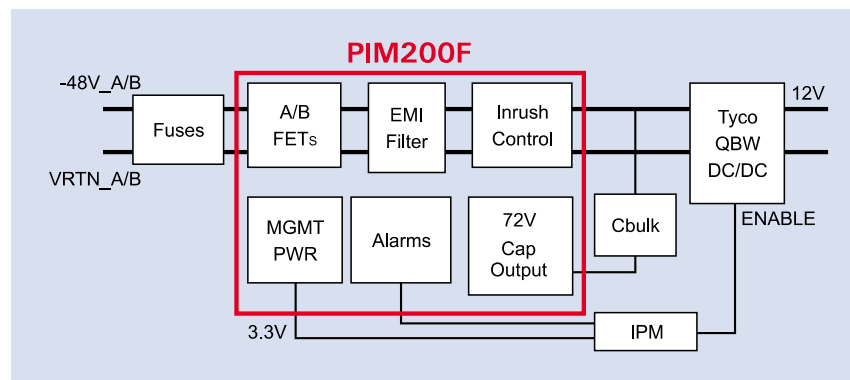 PIM200F
-48V_A/B
VRTN_A/B
Fuses
A/B
FETs
EMI
Filter
Inrush
Control
Tyco
QBW
DC/DC
12V
ENABLE
MGMT
PWR
Alarms
72V
Cap
Output
Cbulk
3.3V
IPM